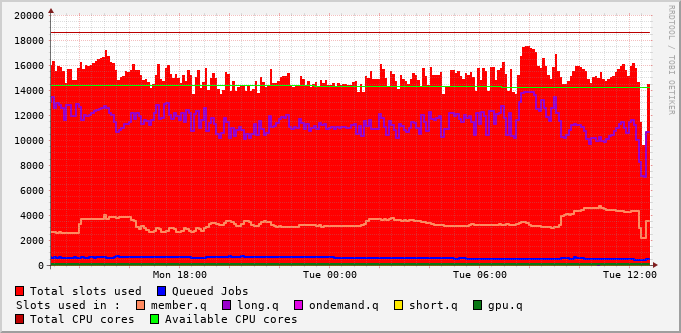 20000
18000
16000
14000
12000
10000
8000
6000
4000
2000
0
Mon 18:00 Tue 00:00 Tue 06:00 Tue 12:00
RRDTOOL / TOBI OETIKER
Total slots used Queued Jobs
Slots used in : member.q long.q ondemand.q short.q gpu.q
Total CPU cores Available CPU cores